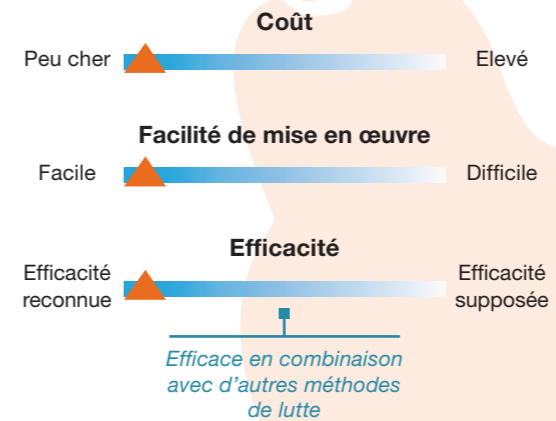 Coût
Peu cher
Elevé
Facilité de mise en œuvre
Facile
Difficile
Efficacité
Efficacité
reconnue
Efficacité
supposée
Efficace en combinaison
avec d'autres méthodes
de lutte